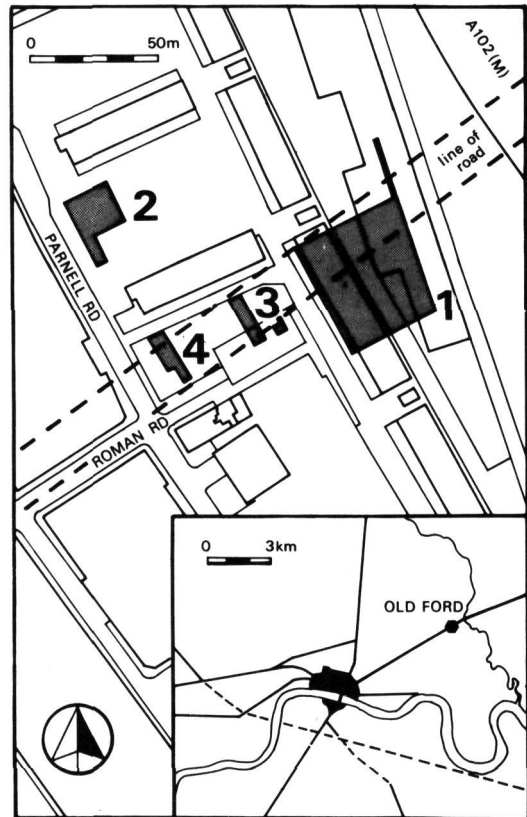 0 50m
A102(M)
line of
road
2
PARNELL RD
3
1
4
ROMAN RD
0 3km
OLD FORD